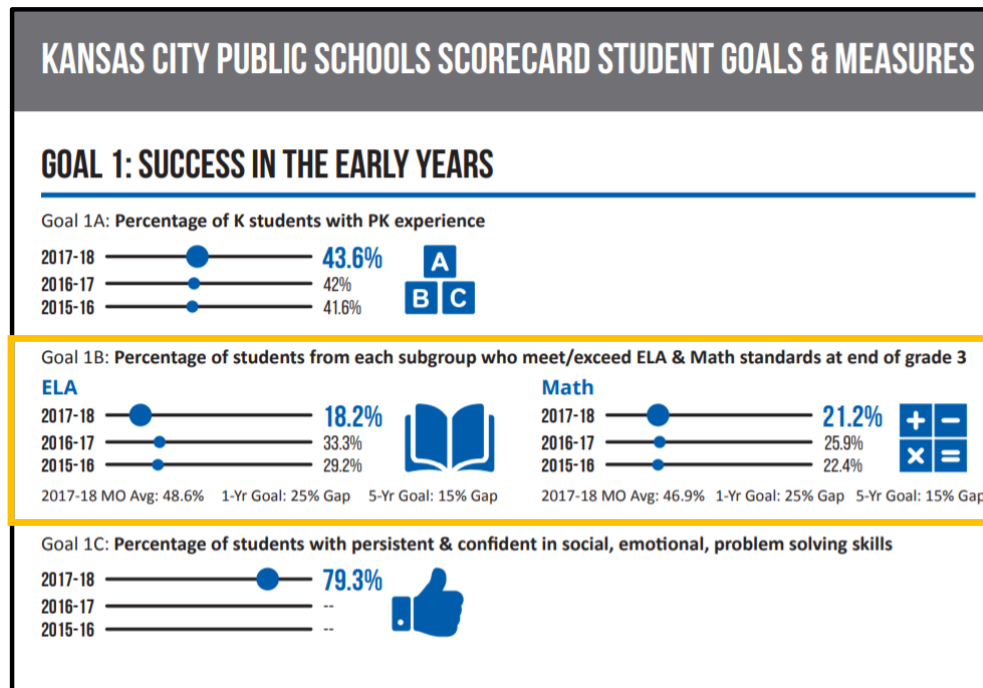 KANSAS CITY PUBLIC SCHOOLS SCORECARD STUDENT GOALS & MEASURES
GOAL 1: SUCCESS IN THE EARLY YEARS
Goal 1A: Percentage of K students with PK experience
2017-18 43.6%
2016-17 42%
2015-16 41.6%
A
B C
Goal 1B: Percentage of students from each subgroup who meet/exceed ELA & Math standards at end of grade 3
ELA
2017-18 18.2%
2016-17 33.3%
2015-16 29.2%
2017-18 MO Avg: 48.6% 1-Yr Goal: 25% Gap 5-Yr Goal: 15% Gap
Math
2017-18 21.2%
2016-17 25.9%
2015-16 22.4%
+ −
× =
2017-18 MO Avg: 46.9% 1-Yr Goal: 25% Gap 5-Yr Goal: 15% Gap
Goal 1C: Percentage of students with persistent & confident in social, emotional, problem solving skills
2017-18 79.3%
2016-17 --
2015-16 --